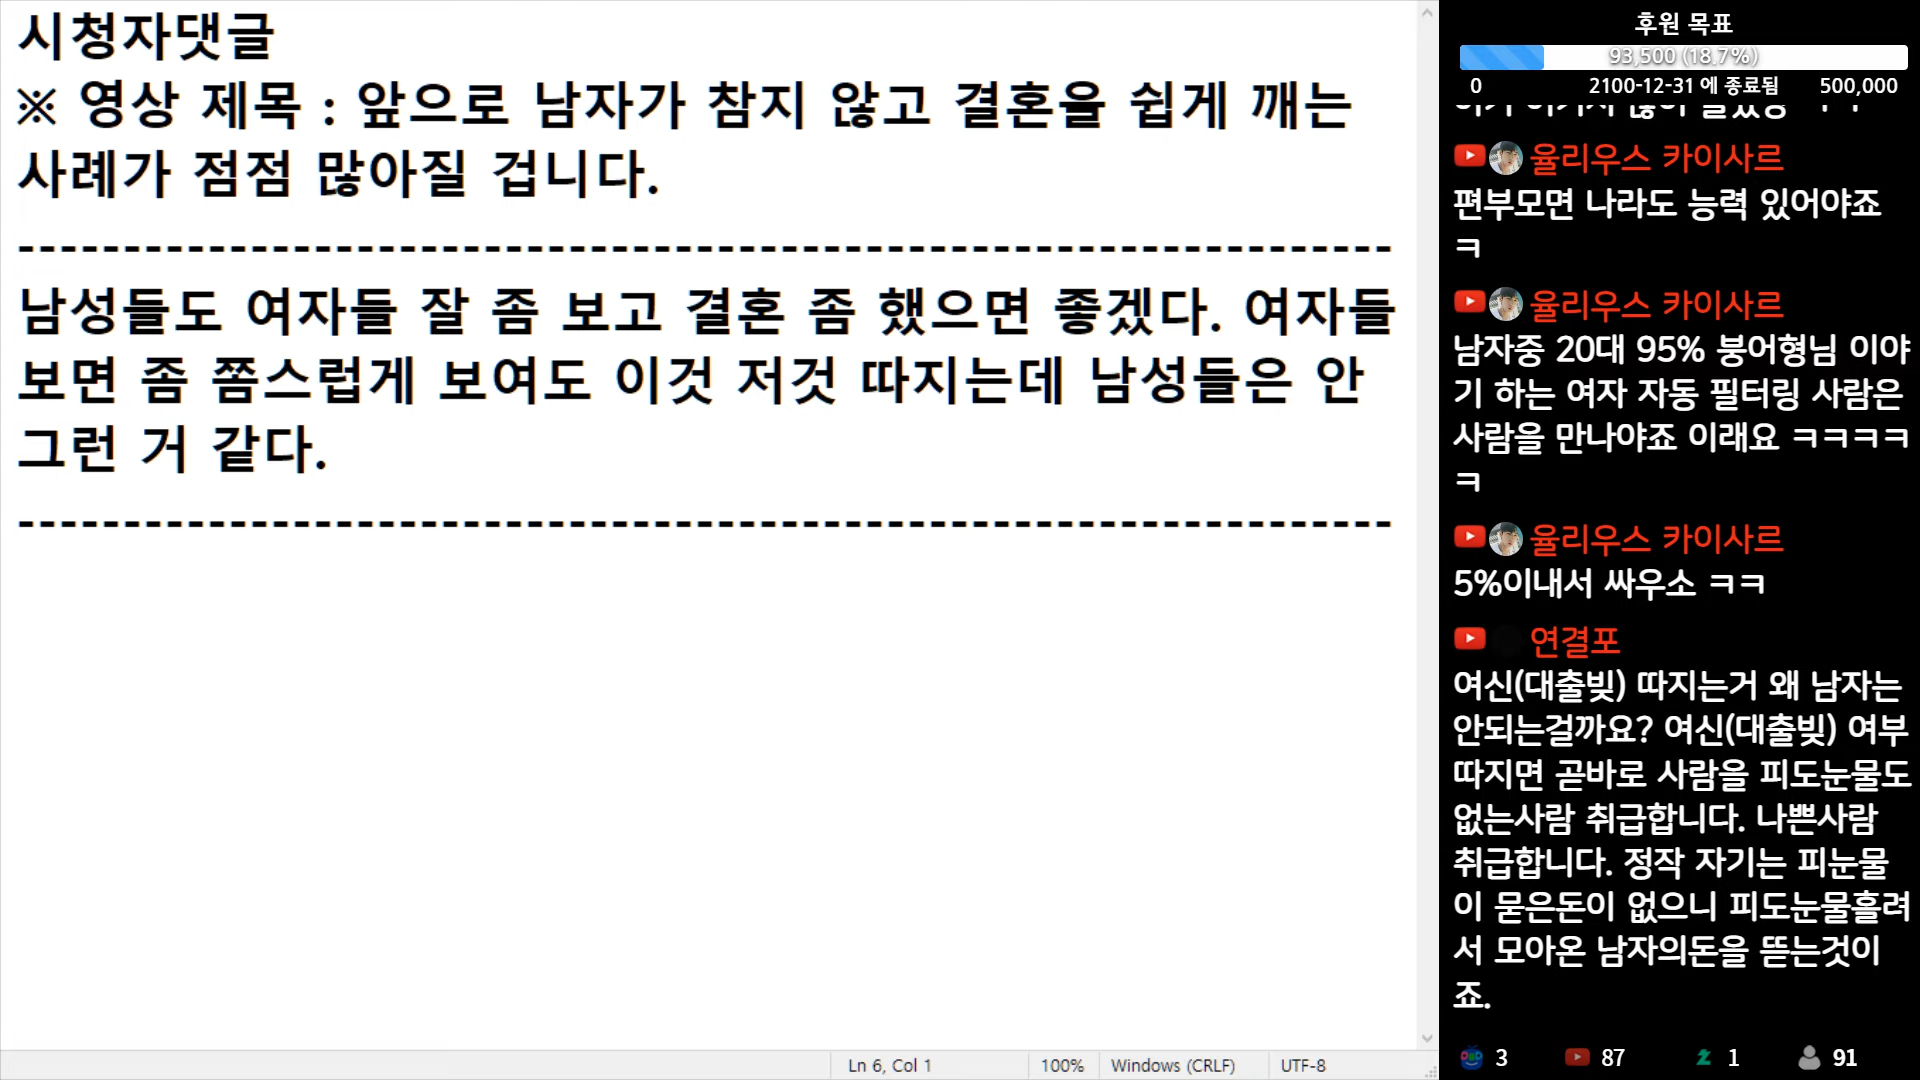 시청자댓글
※ 영상 제목 : 앞으로 남자가 참지 않고 결혼을 쉽게 깨는
사례가 점점 많아질 겁니다.
-----------------------------------------------------------------
남성들도 여자들 잘 좀 보고 결혼 좀 했으면 좋겠다. 여자들
보면 좀 쫌스럽게 보여도 이것 저것 따지는데 남성들은 안
그런 거 같다.
-----------------------------------------------------------------
Ln 6, Col 1
100%
Windows (CRLF)
UTF-8
후원 목표
93,500 (18.7%)
0 2100-12-31 에 종료됨 500,000
율리우스 카이사르
편부모면 나라도 능력 있어야죠
ㅋ
율리우스 카이사르
남자중 20대 95% 붕어형님 이야
기 하는 여자 자동 필터링 사람은
사람을 만나야죠 이래요 ㅋㅋㅋㅋ
ㅋ
율리우스 카이사르
5%이내서 싸우소 ㅋㅋ
연결포
여신(대출빚) 따지는거 왜 남자는
안되는걸까요? 여신(대출빚) 여부
따지면 곧바로 사람을 피도눈물도
없는사람 취급합니다. 나쁜사람
취급합니다. 정작 자기는 피눈물
이 묻은돈이 없으니 피도눈물흘려
서 모아온 남자의돈을 뜯는것이
죠.
3 87 1 91